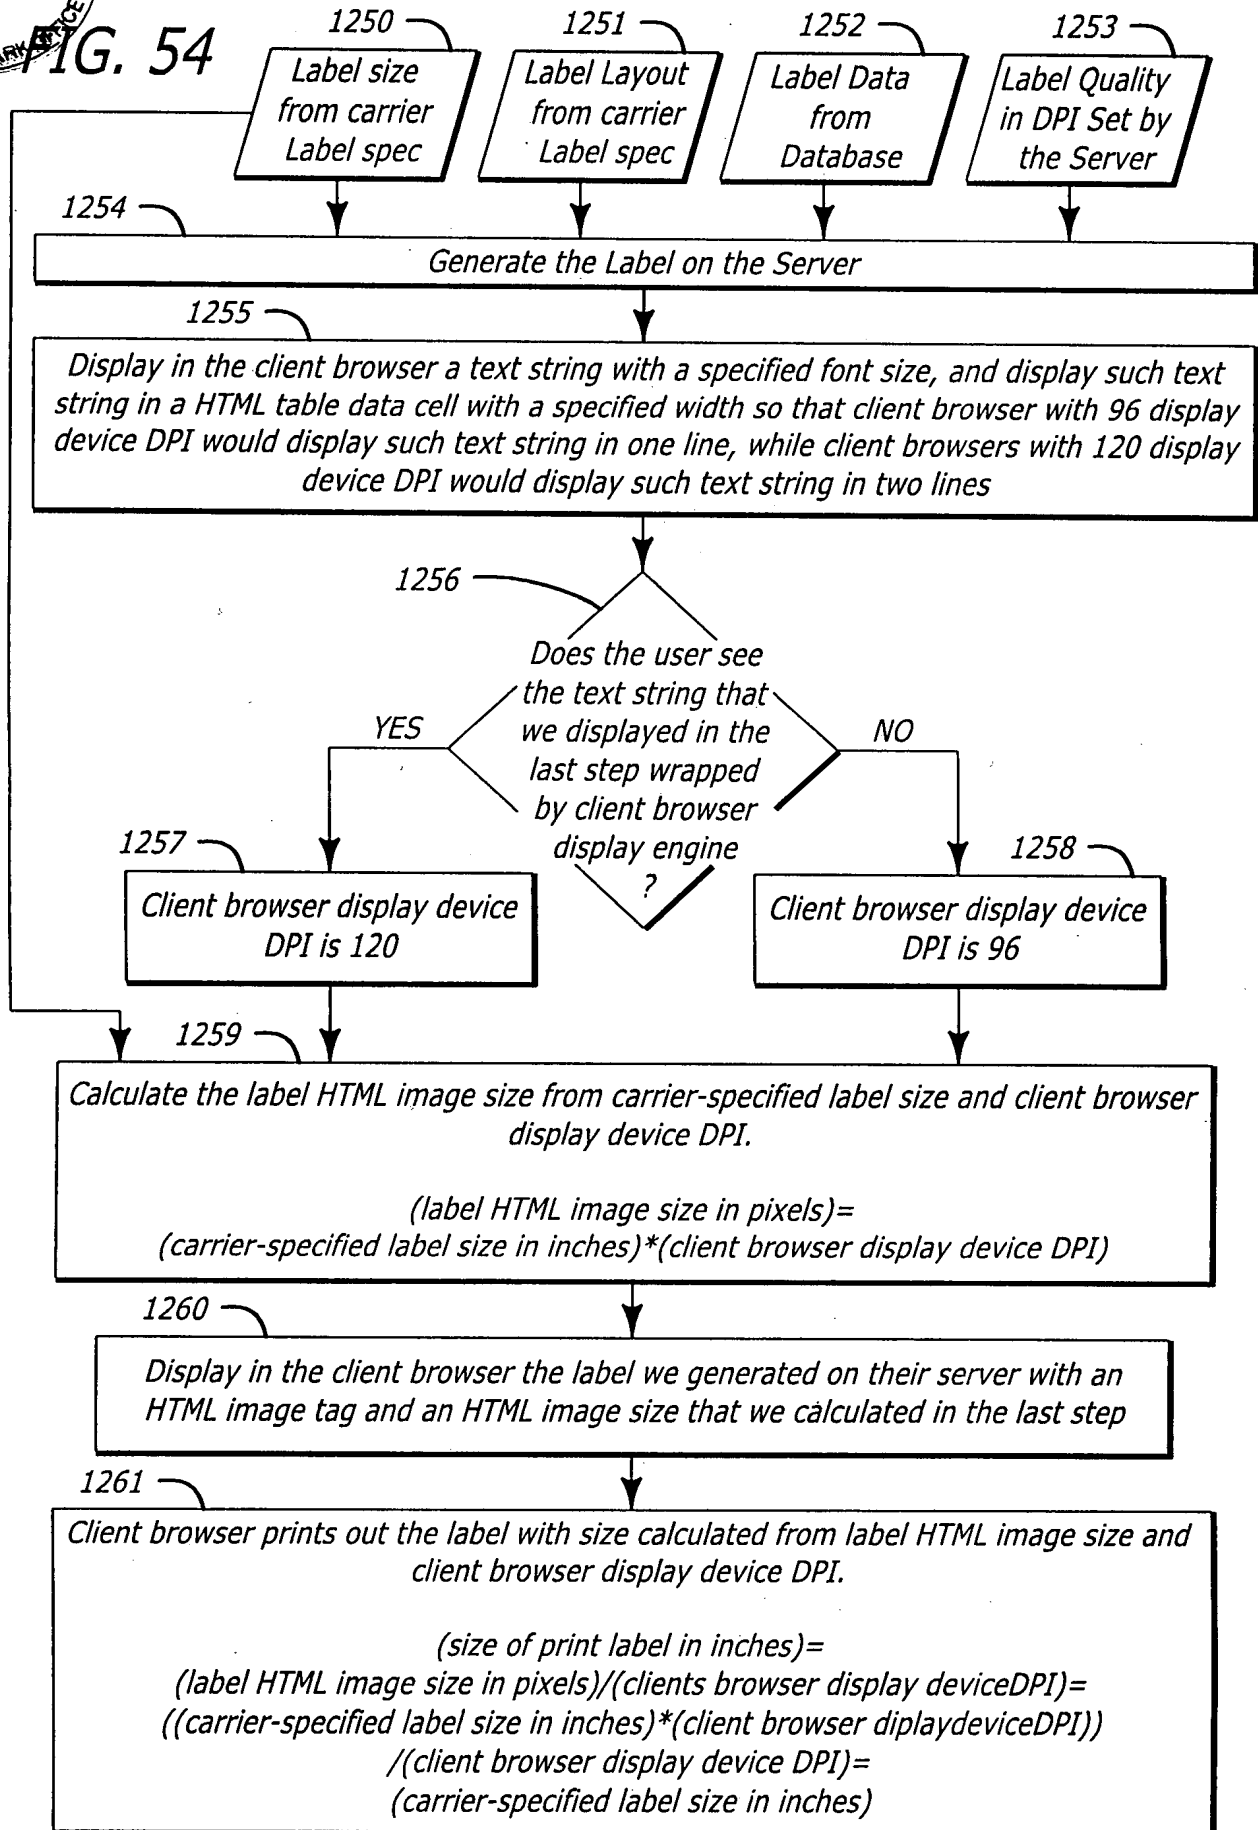 FIG. 54
1250
1251
1252
1253
Label size
from carrier
Label spec
Label Layout
from carrier
Label spec
Label Data
from
Database
Label Quality
in DPI Set by
the Server
1254
Generate the Label on the Server
1255
Display in the client browser a text string with a specified font size, and display such text
string in a HTML table data cell with a specified width so that client browser with 96 display
device DPI would display such text string in one line, while client browsers with 120 display
device DPI would display such text string in two lines
1256
Does the user see
the text string that
we displayed in the
last step wrapped
by client browser
display engine
?
YES
NO
1257
Client browser display device
DPI is 120
1258
Client browser display device
DPI is 96
1259
Calculate the label HTML image size from carrier-specified label size and client browser
display device DPI.
(label HTML image size in pixels)=
(carrier-specified label size in inches)*(client browser display device DPI)
1260
Display in the client browser the label we generated on their server with an
HTML image tag and an HTML image size that we calculated in the last step
1261
Client browser prints out the label with size calculated from label HTML image size and
client browser display device DPI.
(size of print label in inches)=
(label HTML image size in pixels)/(clients browser display deviceDPI)=
((carrier-specified label size in inches)*(client browser diplaydeviceDPI))
/(client browser display device DPI)=
(carrier-specified label size in inches)